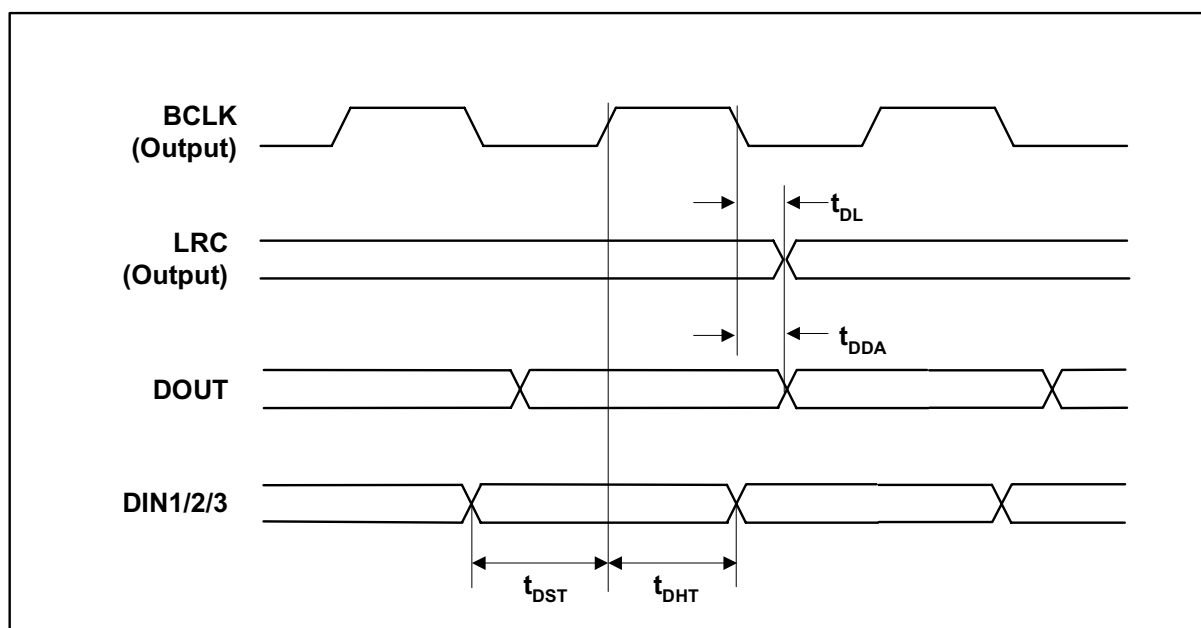 BCLK
(Output)
t_DL
LRC
(Output)
t_DDA
DOUT
DIN1/2/3
t_DST
t_DHT